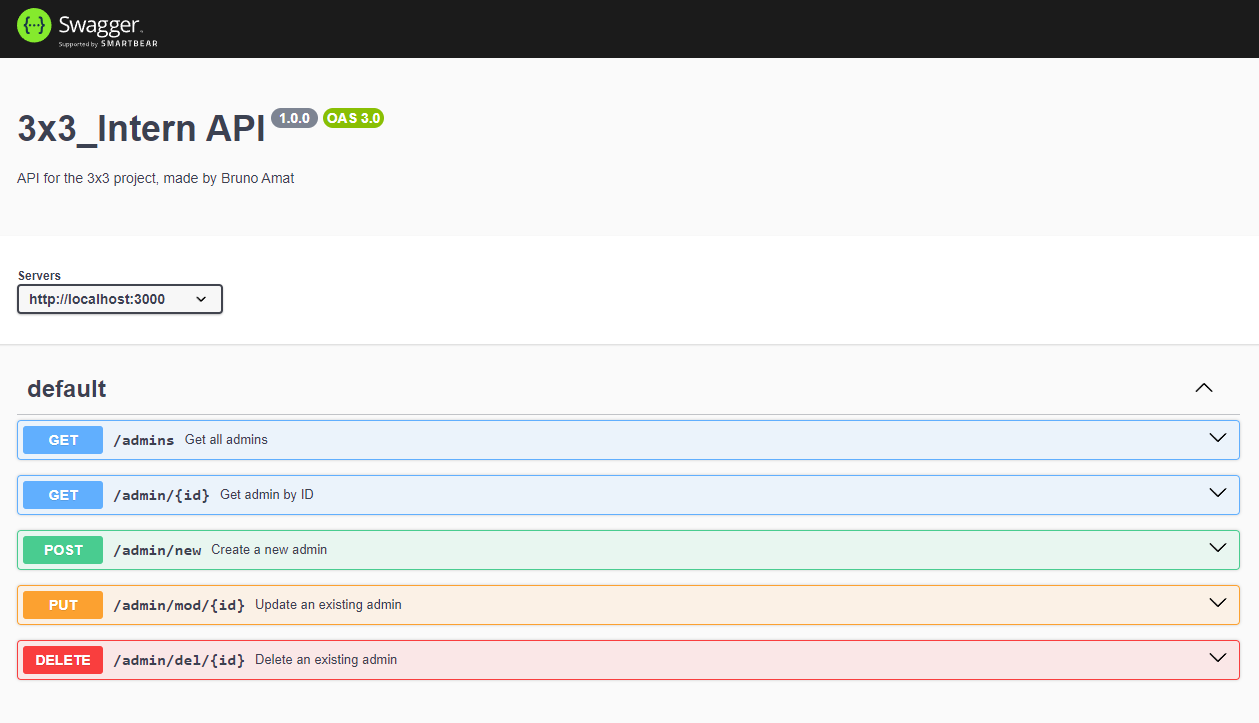 Swagger.
Supported by SMARTBEAR
3x3_Intern API 1.0.0 OAS 3.0
API for the 3x3 project, made by Bruno Amat
Servers
http://localhost:3000
default
GET /admins Get all admins
GET /admin/{id} Get admin by ID
POST /admin/new Create a new admin
PUT /admin/mod/{id} Update an existing admin
DELETE /admin/del/{id} Delete an existing admin